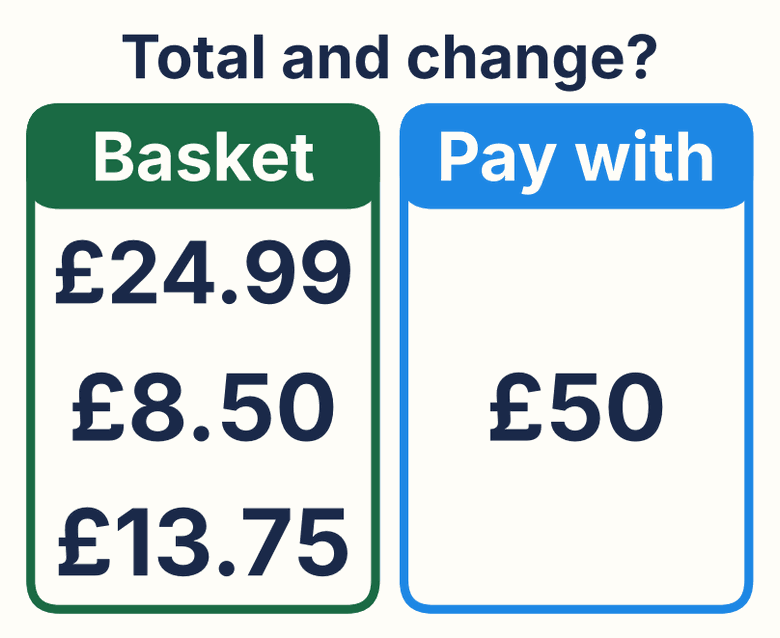 Total and change?
Basket
£24.99
£8.50
£13.75
Pay with
£50